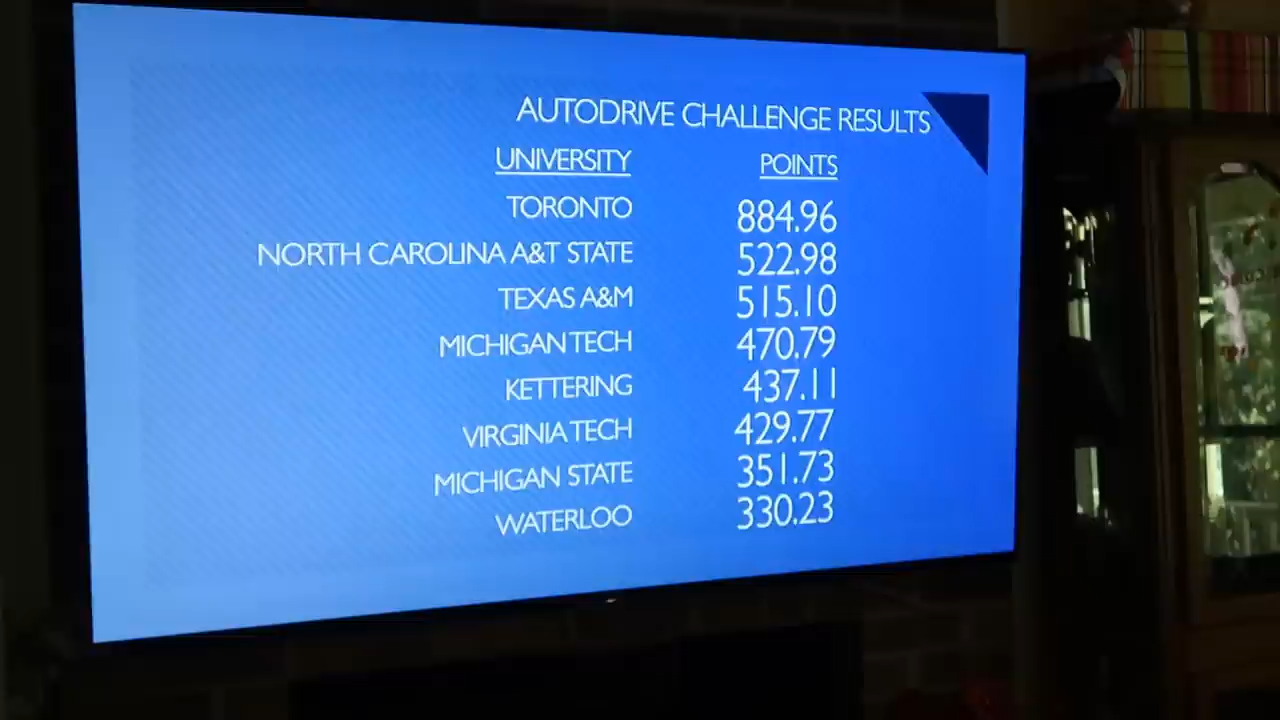 AUTODRIVE CHALLENGE RESULTS
UNIVERSITY POINTS
TORONTO 884.96
NORTH CAROLINA A&T STATE 522.98
TEXAS A&M 515.10
MICHIGAN TECH 470.79
KETTERING 437.11
VIRGINIA TECH 429.77
MICHIGAN STATE 351.73
WATERLOO 330.23